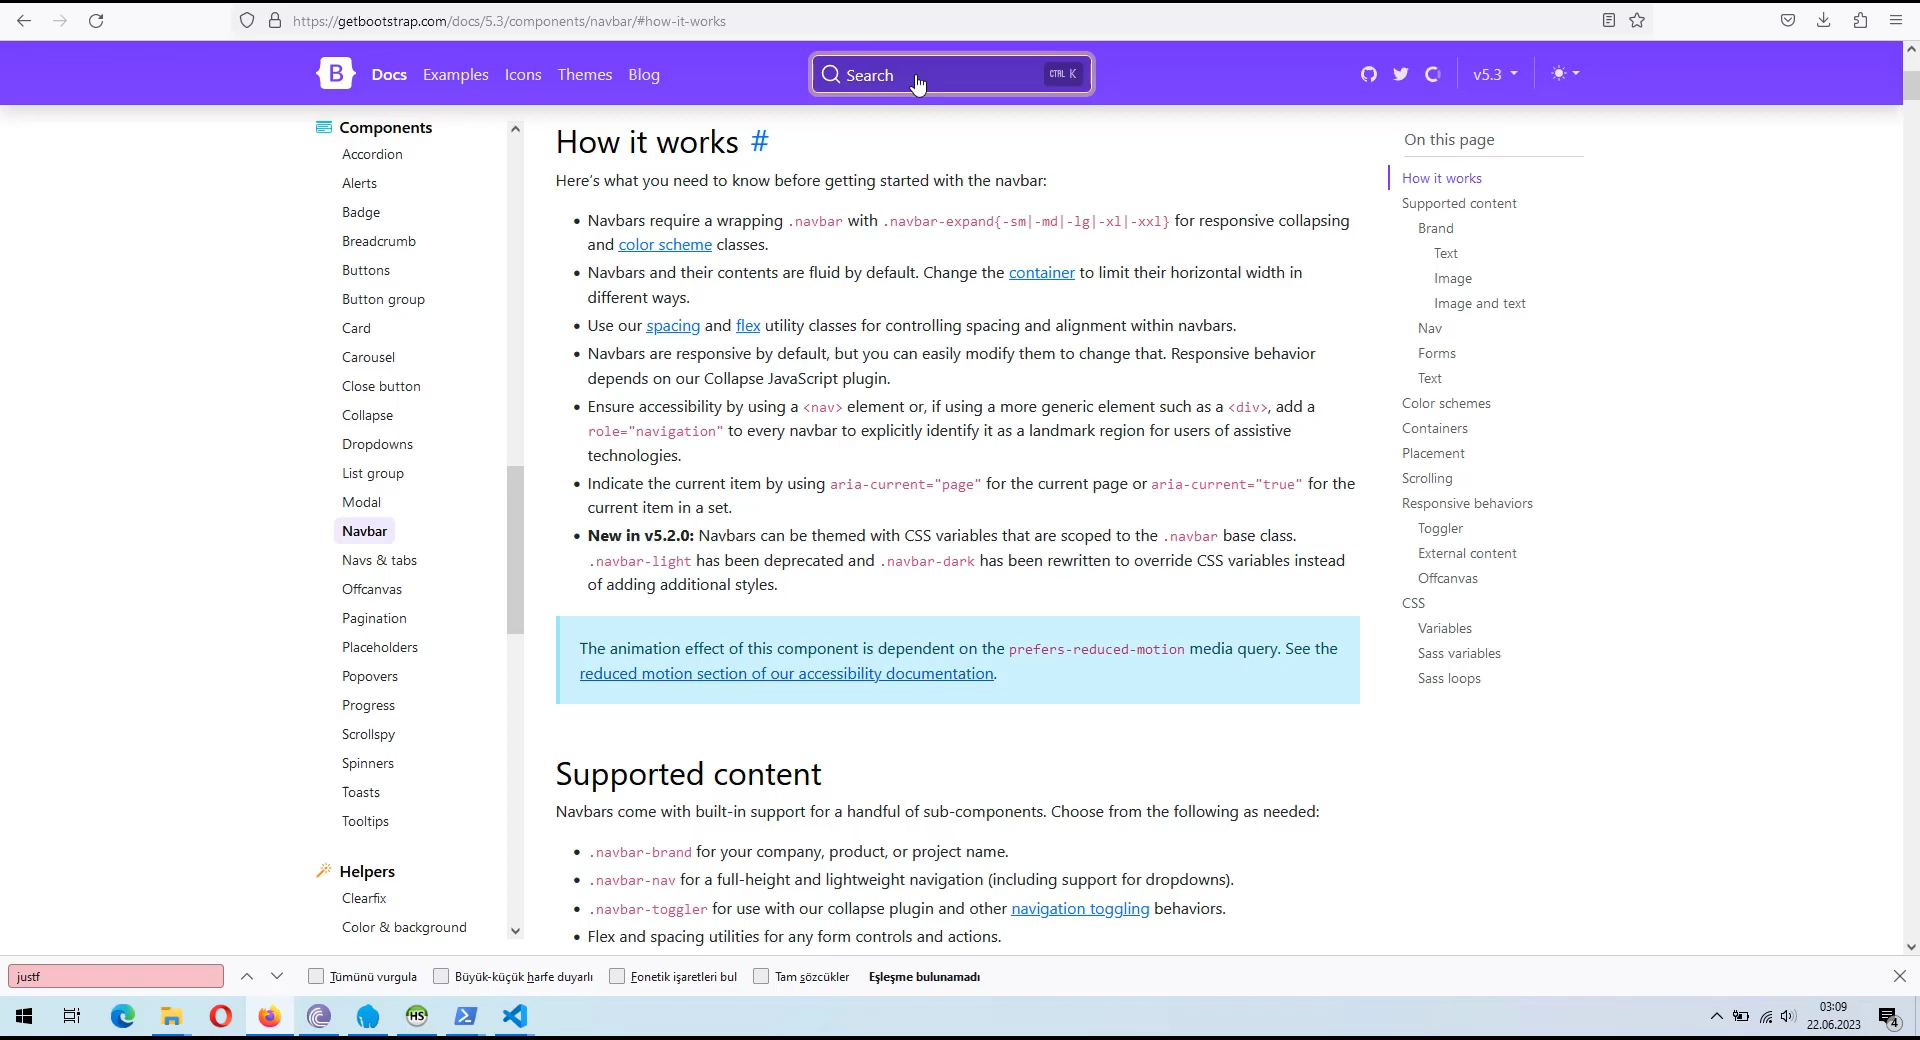 https://getbootstrap.com/docs/5.3/components/navbar/#how-it-works
B Docs Examples Icons Themes Blog
Search CTRL K
v5.3
Components
Accordion
Alerts
Badge
Breadcrumb
Buttons
Button group
Card
Carousel
Close button
Collapse
Dropdowns
List group
Modal
Navbar
Navs & tabs
Offcanvas
Pagination
Placeholders
Popovers
Progress
Scrollspy
Spinners
Toasts
Tooltips
Helpers
Clearfix
Color & background
How it works #
Here's what you need to know before getting started with the navbar:
• Navbars require a wrapping .navbar with .navbar-expand{-sm|-md|-lg|-xl|-xxl} for responsive collapsing
and color scheme classes.
• Navbars and their contents are fluid by default. Change the container to limit their horizontal width in
different ways.
• Use our spacing and flex utility classes for controlling spacing and alignment within navbars.
• Navbars are responsive by default, but you can easily modify them to change that. Responsive behavior
depends on our Collapse JavaScript plugin.
• Ensure accessibility by using a <nav> element or, if using a more generic element such as a <div>, add a
role="navigation" to every navbar to explicitly identify it as a landmark region for users of assistive
technologies.
• Indicate the current item by using aria-current="page" for the current page or aria-current="true" for the
current item in a set.
• New in v5.2.0: Navbars can be themed with CSS variables that are scoped to the .navbar base class.
.navbar-light has been deprecated and .navbar-dark has been rewritten to override CSS variables instead
of adding additional styles.
The animation effect of this component is dependent on the prefers-reduced-motion media query. See the
reduced motion section of our accessibility documentation.
Supported content
Navbars come with built-in support for a handful of sub-components. Choose from the following as needed:
• .navbar-brand for your company, product, or project name.
• .navbar-nav for a full-height and lightweight navigation (including support for dropdowns).
• .navbar-toggler for use with our collapse plugin and other navigation toggling behaviors.
• Flex and spacing utilities for any form controls and actions.
On this page
How it works
Supported content
Brand
Text
Image
Image and text
Nav
Forms
Text
Color schemes
Containers
Placement
Scrolling
Responsive behaviors
Toggler
External content
Offcanvas
CSS
Variables
Sass variables
Sass loops
justf
Tümünü vurgula
Büyük-küçük harfe duyarlı
Fonetik işaretleri bul
Tam sözcükler
Eşleşme bulunamadı
HS
03:09
22.06.2023
4